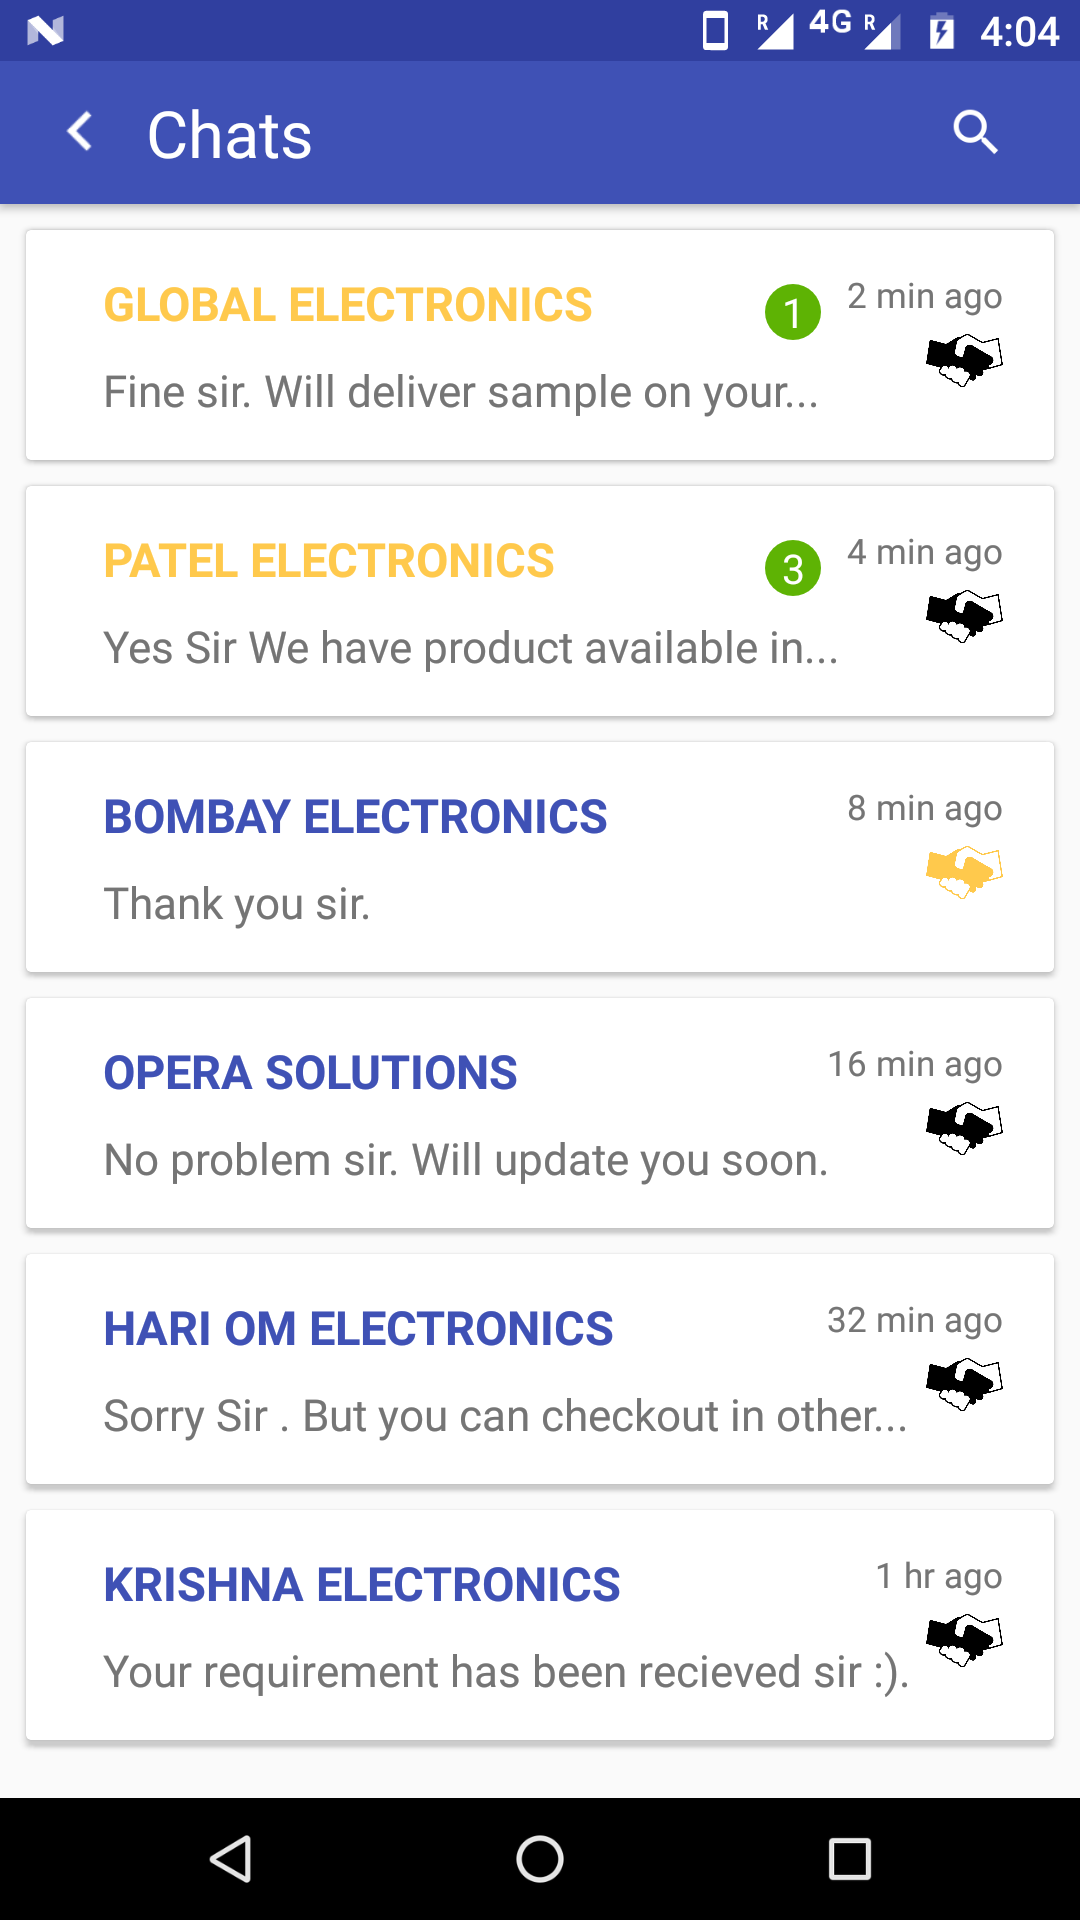 R 4G R 4:04
Chats
GLOBAL ELECTRONICS 1 2 min ago
Fine sir. Will deliver sample on your...
PATEL ELECTRONICS 3 4 min ago
Yes Sir We have product available in...
BOMBAY ELECTRONICS 8 min ago
Thank you sir.
OPERA SOLUTIONS 16 min ago
No problem sir. Will update you soon.
HARI OM ELECTRONICS 32 min ago
Sorry Sir . But you can checkout in other...
KRISHNA ELECTRONICS 1 hr ago
Your requirement has been recieved sir :).